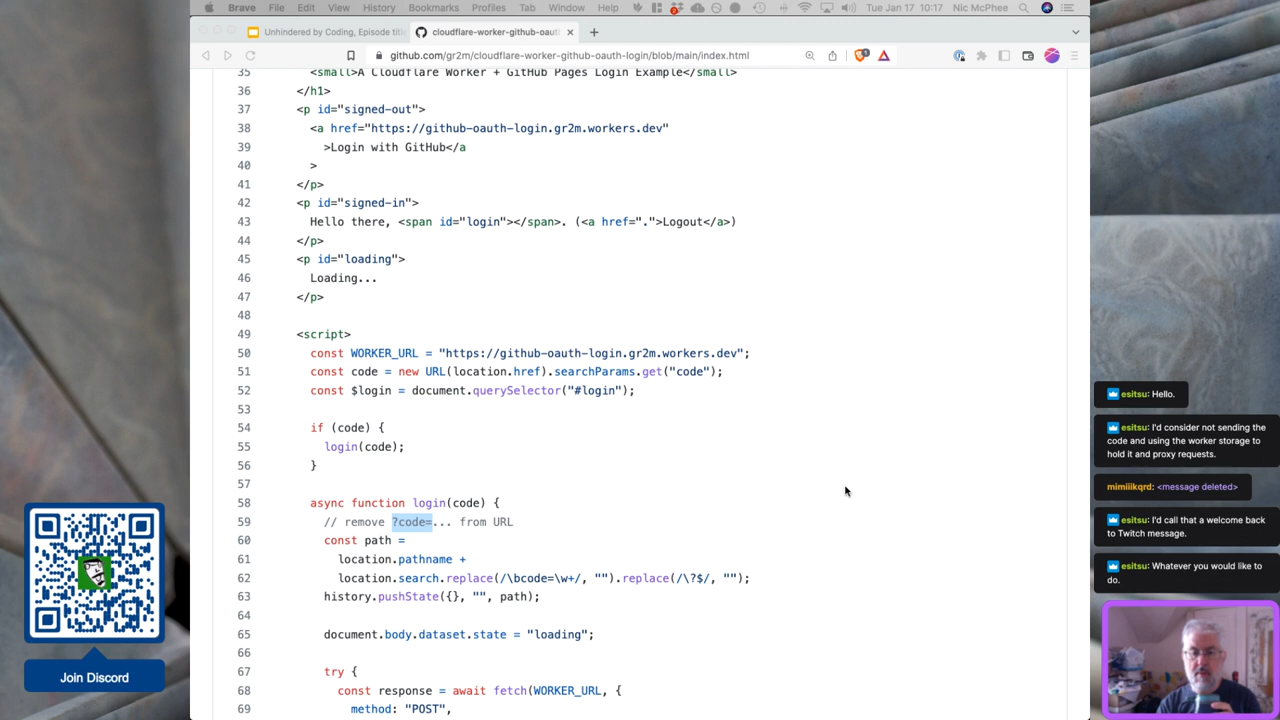 Brave File Edit View History Bookmarks Profiles Tab Window Help 2 Tue Jan 17 10:17 Nic McPhee
Unhindered by Coding, Episode titl
cloudflare-worker-github-oaut
github.com/gr2m/cloudflare-worker-github-oauth-login/blob/main/index.html
35 <small>A Cloudflare Worker + GitHub Pages Login Example</small>
36 </h1>
37 <p id="signed-out">
38 <a href="https://github-oauth-login.gr2m.workers.dev"
39 >Login with GitHub</a
40 >
41 </p>
42 <p id="signed-in">
43 Hello there, <span id="login"></span>. (<a href=".">Logout</a>)
44 </p>
45 <p id="loading">
46 Loading...
47 </p>
48
49 <script>
50 const WORKER_URL = "https://github-oauth-login.gr2m.workers.dev";
51 const code = new URL(location.href).searchParams.get("code");
52 const $login = document.querySelector("#login");
53
54 if (code) {
55 login(code);
56 }
57
58 async function login(code) {
59 // remove ?code=... from URL
60 const path =
61 location.pathname +
62 location.search.replace(/\bcode=\w+/, "").replace(/\?$/, "");
63 history.pushState({}, "", path);
64
65 document.body.dataset.state = "loading";
66
67 try {
68 const response = await fetch(WORKER_URL, {
69 method: "POST",
esitsu: Hello.
esitsu: I'd consider not sending the
code and using the worker storage to
hold it and proxy requests.
mimiiikqrd: <message deleted>
esitsu: I'd call that a welcome back
to Twitch message.
esitsu: Whatever you would like to
do.
Join Discord